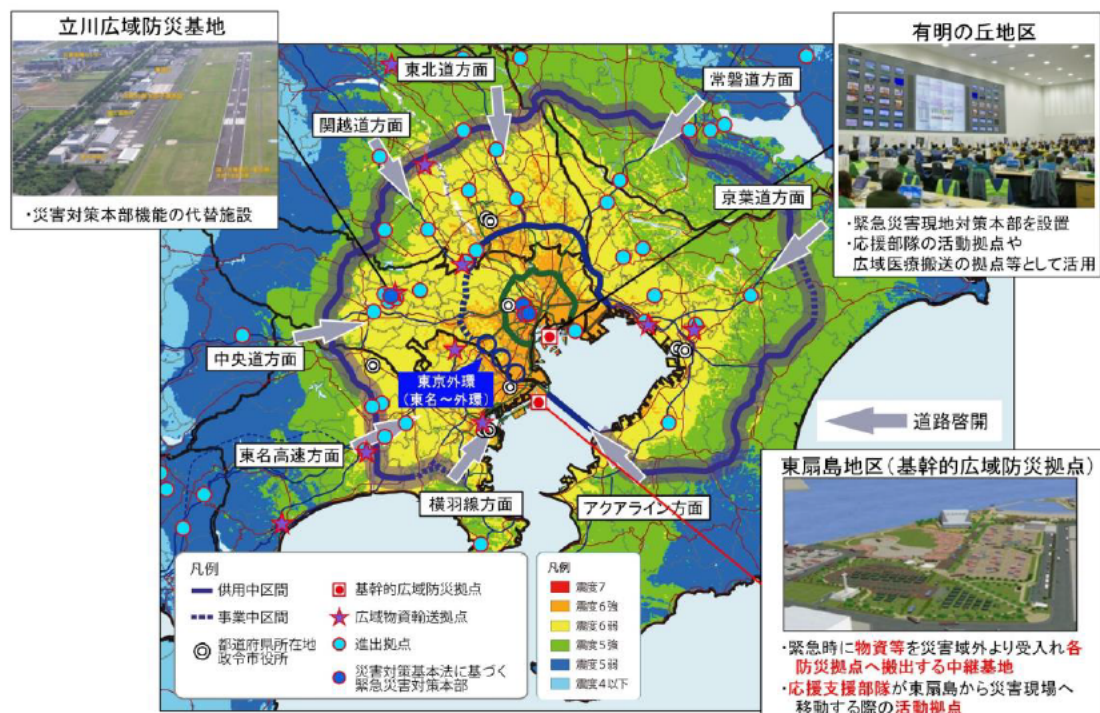 立川広域防災基地
・災害対策本部機能の代替施設
有明の丘地区
・緊急災害現地対策本部を設置
・応援部隊の活動拠点や
広域医療搬送の拠点等として活用
東北道方面
常磐道方面
関越道方面
京葉道方面
中央道方面
東京外環
(東名～外環)
道路啓開
東名高速方面
横羽線方面
アクアライン方面
東扇島地区(基幹的広域防災拠点)
・緊急時に物資等を災害域外より受入れ各
防災拠点へ搬出する中継基地
・応援支援部隊が東扇島から災害現場へ
移動する際の活動拠点
凡例
供用中区間
事業中区間
都道府県所在地
政令市役所
基幹的広域防災拠点
広域物資輸送拠点
進出拠点
災害対策基本法に基づく
緊急災害対策本部
凡例
震度7
震度6強
震度6弱
震度5強
震度5弱
震度4以下